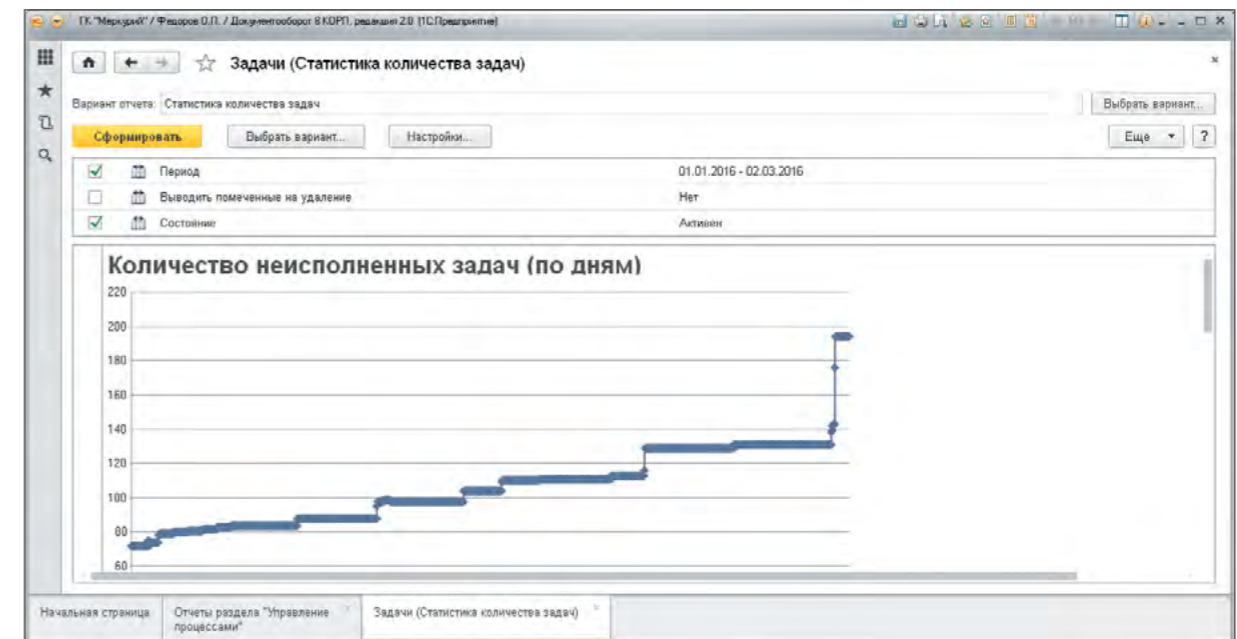 ГК "Меркурий" / Федоров О.П. / Документооборот 8 КОРП, редакция 2.0 (1С:Предприятие)
Задачи (Статистика количества задач)
Вариант отчета: Статистика количества задач Выбрать вариант...
Сформировать Выбрать вариант... Настройки... Еще ?
Период 01.01.2016 - 02.03.2016
Выводить помеченные на удаление Нет
Состояние Активен
Количество неисполненных задач (по дням)
220
200
180
160
140
120
100
80
60
Начальная страница
Отчеты раздела "Управление процессами"
Задачи (Статистика количества задач)